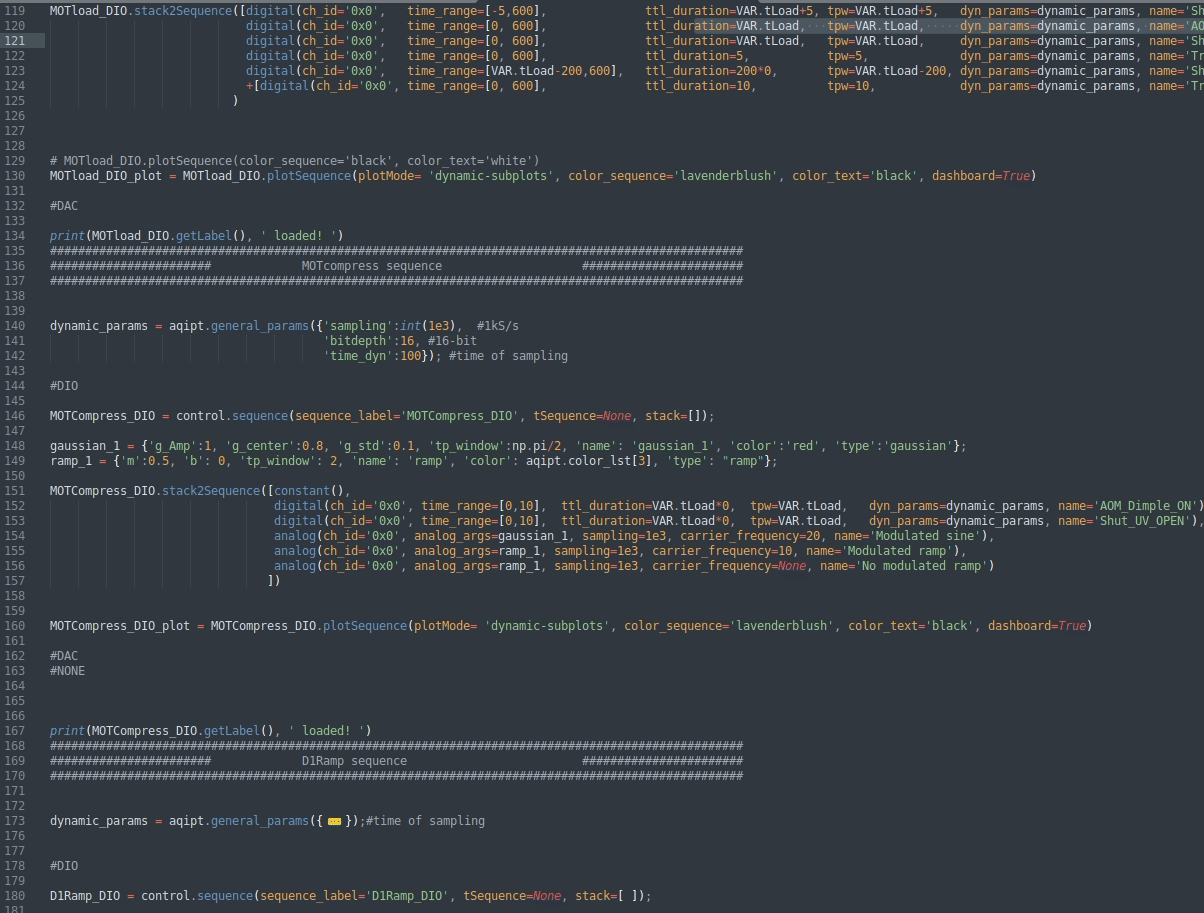 119 MOTload_DIO.stack2Sequence([digital(ch_id='0x0', time_range=[-5,600], ttl_duration=VAR.tLoad+5, tpw=VAR.tLoad+5, dyn_params=dynamic_params, name='Sh
120 digital(ch_id='0x0', time_range=[0, 600], ttl_duration=VAR.tLoad, tpw=VAR.tLoad, dyn_params=dynamic_params, name='AO
121 digital(ch_id='0x0', time_range=[0, 600], ttl_duration=VAR.tLoad, tpw=VAR.tLoad, dyn_params=dynamic_params, name='Sh
122 digital(ch_id='0x0', time_range=[0, 600], ttl_duration=5, tpw=5, dyn_params=dynamic_params, name='Tr
123 digital(ch_id='0x0', time_range=[VAR.tLoad-200,600], ttl_duration=200*0, tpw=VAR.tLoad-200, dyn_params=dynamic_params, name='Sh
124 +[digital(ch_id='0x0', time_range=[0, 600], ttl_duration=10, tpw=10, dyn_params=dynamic_params, name='Tr
125 )
126
127
128
129 # MOTload_DIO.plotSequence(color_sequence='black', color_text='white')
130 MOTload_DIO_plot = MOTload_DIO.plotSequence(plotMode= 'dynamic-subplots', color_sequence='lavenderblush', color_text='black', dashboard=True)
131
132 #DAC
133
134 print(MOTload_DIO.getLabel(), ' loaded! ')
135 ###################################################################################################
136 ####################### MOTcompress sequence #######################
137 ###################################################################################################
138
139
140 dynamic_params = aqipt.general_params({'sampling':int(1e3), #1kS/s
141 'bitdepth':16, #16-bit
142 'time_dyn':100}); #time of sampling
143
144 #DIO
145
146 MOTCompress_DIO = control.sequence(sequence_label='MOTCompress_DIO', tSequence=None, stack=[]);
147
148 gaussian_1 = {'g_Amp':1, 'g_center':0.8, 'g_std':0.1, 'tp_window':np.pi/2, 'name': 'gaussian_1', 'color':'red', 'type':'gaussian'};
149 ramp_1 = {'m':0.5, 'b': 0, 'tp_window': 2, 'name': 'ramp', 'color': aqipt.color_lst[3], 'type': "ramp"};
150
151 MOTCompress_DIO.stack2Sequence([constant(),
152 digital(ch_id='0x0', time_range=[0,10], ttl_duration=VAR.tLoad*0, tpw=VAR.tLoad, dyn_params=dynamic_params, name='AOM_Dimple_ON')
153 digital(ch_id='0x0', time_range=[0,10], ttl_duration=VAR.tLoad*0, tpw=VAR.tLoad, dyn_params=dynamic_params, name='Shut_UV_OPEN'),
154 analog(ch_id='0x0', analog_args=gaussian_1, sampling=1e3, carrier_frequency=20, name='Modulated sine'),
155 analog(ch_id='0x0', analog_args=ramp_1, sampling=1e3, carrier_frequency=10, name='Modulated ramp'),
156 analog(ch_id='0x0', analog_args=ramp_1, sampling=1e3, carrier_frequency=None, name='No modulated ramp')
157 ])
158
159
160 MOTCompress_DIO_plot = MOTCompress_DIO.plotSequence(plotMode= 'dynamic-subplots', color_sequence='lavenderblush', color_text='black', dashboard=True)
161
162 #DAC
163 #NONE
164
165
166
167 print(MOTCompress_DIO.getLabel(), ' loaded! ')
168 ###################################################################################################
169 ####################### D1Ramp sequence #######################
170 ###################################################################################################
171
172
173 dynamic_params = aqipt.general_params({ ... });#time of sampling
176
177
178 #DIO
179
180 D1Ramp_DIO = control.sequence(sequence_label='D1Ramp_DIO', tSequence=None, stack=[ ]);
181